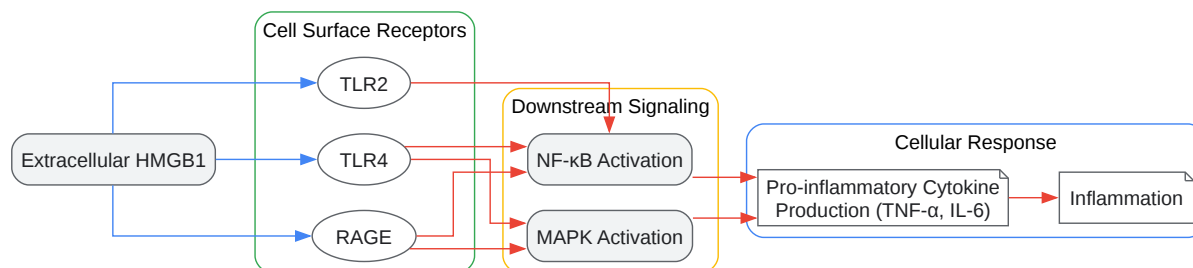 Cell Surface Receptors
TLR2
Downstream Signaling
Extracellular HMGB1
TLR4
NF-κB Activation
Cellular Response
Pro-inflammatory Cytokine
Production (TNF-α, IL-6)
Inflammation
RAGE
MAPK Activation